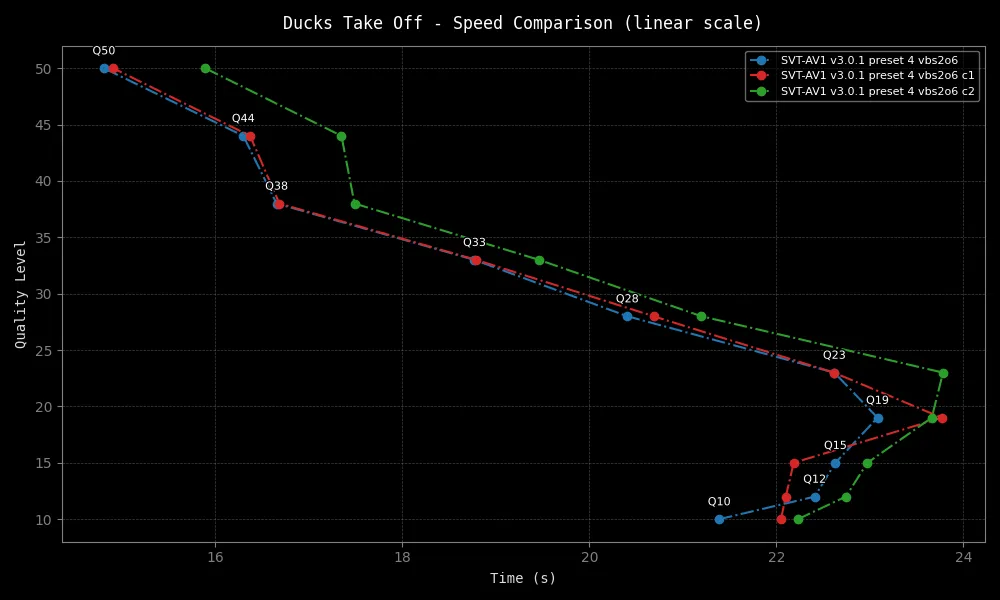 Ducks Take Off - Speed Comparison (linear scale)
SVT-AV1 v3.0.1 preset 4 vbs2o6
SVT-AV1 v3.0.1 preset 4 vbs2o6 c1
SVT-AV1 v3.0.1 preset 4 vbs2o6 c2
Q50
Q44
Q38
Q33
Q28
Q23
Q19
Q15
Q12
Q10
Quality Level
50
45
40
35
30
25
20
15
10
16
18
20
22
24
Time (s)